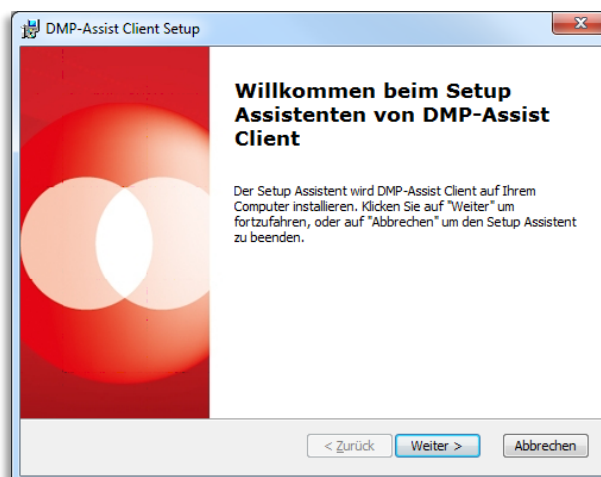 DMP-Assist Client Setup
Willkommen beim Setup
Assistenten von DMP-Assist
Client
Der Setup Assistent wird DMP-Assist Client auf Ihrem
Computer installieren. Klicken Sie auf "Weiter" um
fortzufahren, oder auf "Abbrechen" um den Setup Assistent
zu beenden.
< Zurück Weiter > Abbrechen